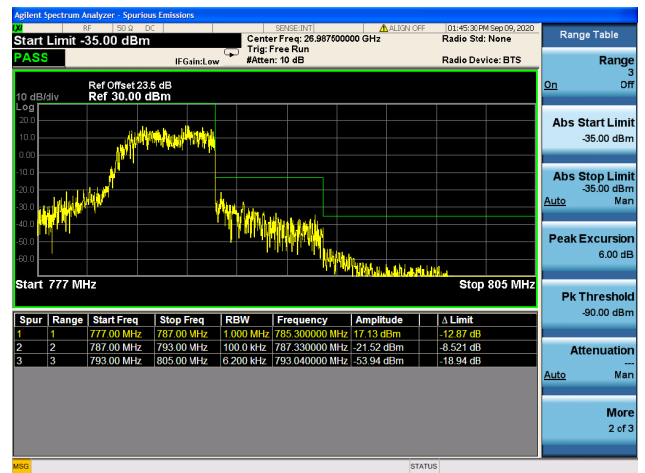 Agilent Spectrum Analyzer - Spurious Emissions
RF 50 Ω DC SENSE:INT ALIGN OFF 01:45:30 PM Sep 09, 2020
Start Limit -35.00 dBm
Center Freq: 26.987500000 GHz
Radio Std: None
Trig: Free Run
PASS
IFGain:Low
#Atten: 10 dB
Radio Device: BTS
Ref Offset 23.5 dB
10 dB/div
Ref 30.00 dBm
Log
20.0
10.0
0.00
-10.0
-20.0
-30.0
-40.0
-50.0
-60.0
Start 777 MHz
Stop 805 MHz
Spur Range Start Freq Stop Freq RBW Frequency Amplitude Δ Limit
1 1 777.00 MHz 787.00 MHz 1.000 MHz 785.300000 MHz 17.13 dBm -12.87 dB
2 2 787.00 MHz 793.00 MHz 100.0 kHz 787.330000 MHz -21.52 dBm -8.521 dB
3 3 793.00 MHz 805.00 MHz 6.200 kHz 793.040000 MHz -53.94 dBm -18.94 dB
Range Table
Range
3
On Off
Abs Start Limit
-35.00 dBm
Abs Stop Limit
-35.00 dBm
Auto Man
Peak Excursion
6.00 dB
Pk Threshold
-90.00 dBm
Attenuation
---
Auto Man
More
2 of 3
MSG
STATUS